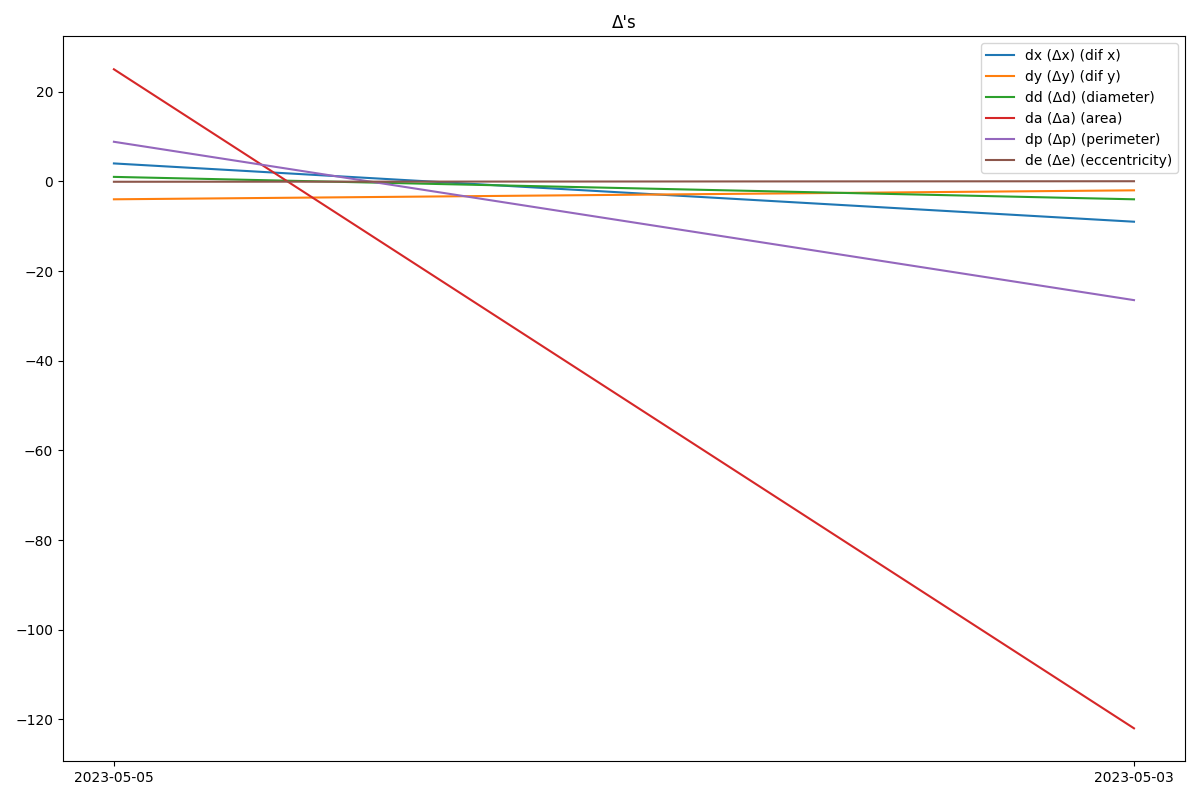 Δ's
dx (Δx) (dif x)
dy (Δy) (dif y)
dd (Δd) (diameter)
da (Δa) (area)
dp (Δp) (perimeter)
de (Δe) (eccentricity)
20
0
−20
−40
−60
−80
−100
−120
2023-05-05
2023-05-03